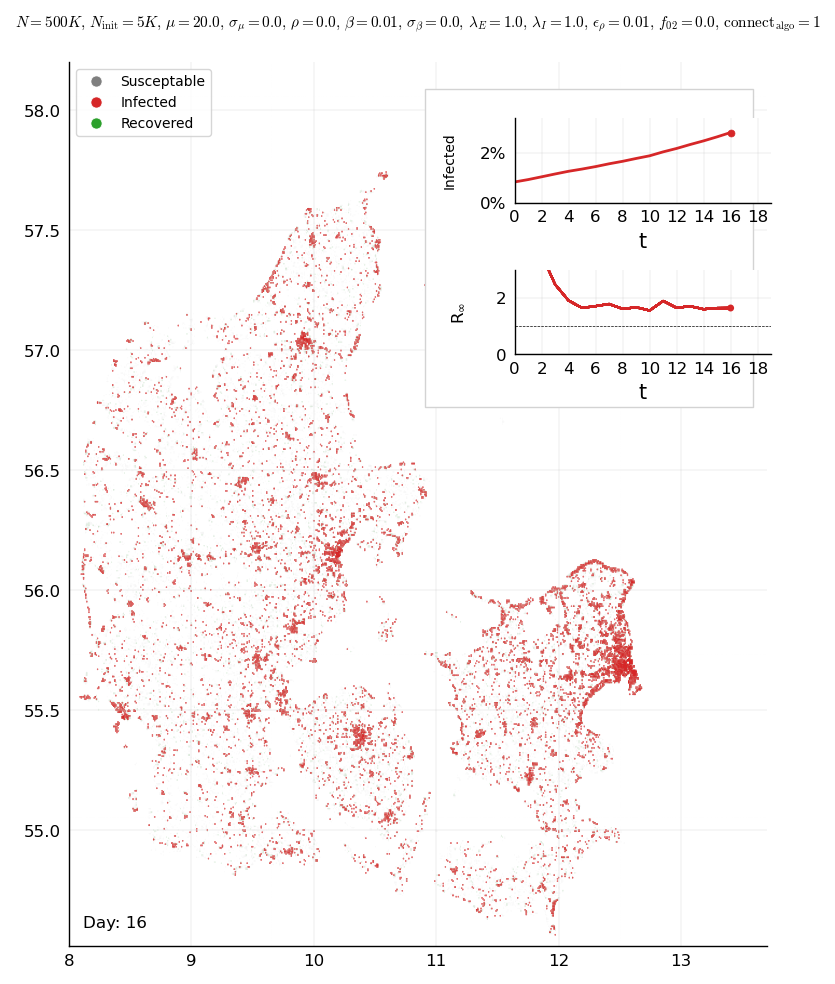 N = 500K, N_init = 5K, μ = 20.0, σ_μ = 0.0, ρ = 0.0, β = 0.01, σ_β = 0.0, λ_E = 1.0, λ_I = 1.0, ϵ_ρ = 0.01, f_02 = 0.0, connect_algo = 1
Susceptable
Infected
Recovered
58.0
57.5
57.0
56.5
56.0
55.5
55.0
Infected
2%
0%
0 2 4 6 8 10 12 14 16 18
t
R_∞
2
0
0 2 4 6 8 10 12 14 16 18
t
Day: 16
8 9 10 11 12 13